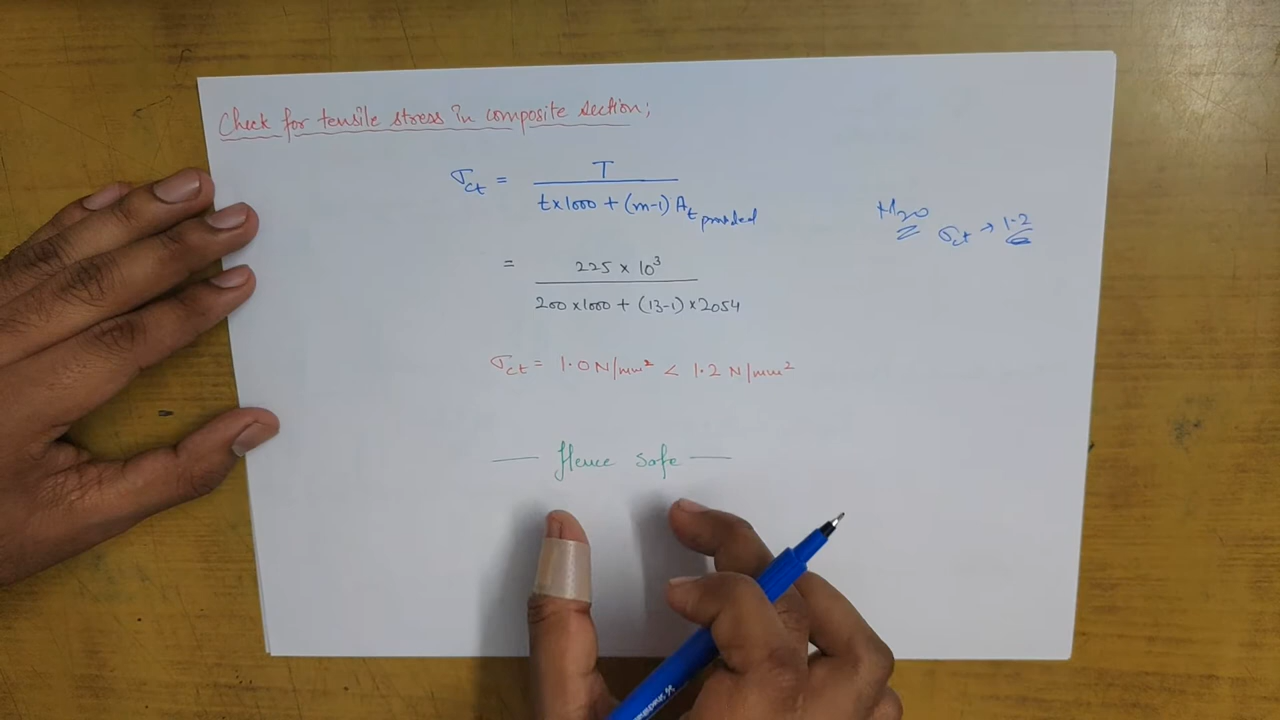 Check for tensile stress in composite section;
σct = T / t×1000 + (m-1) At provided
M20
σct → 1.2
= 225 × 10³ / 200×1000 + (13-1)×2054
σct = 1.0 N/mm² < 1.2 N/mm²
— Hence safe —